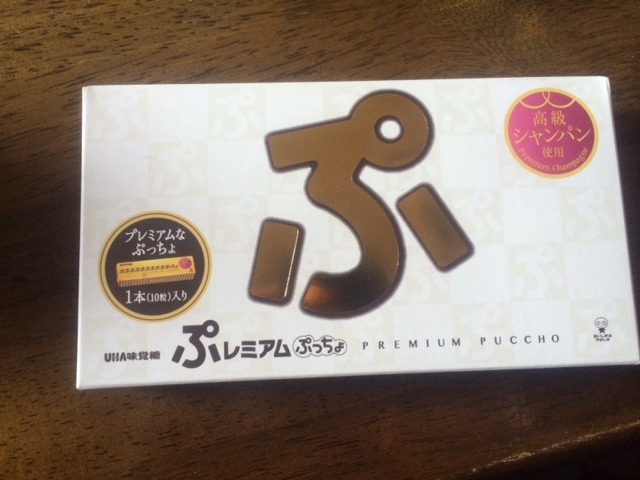 ぷ
高級
シャンパン
使用
Premium Champagne
プレミアムな
ぷっちょ
1本(10粒)入り
UHA味覚糖 ぷレミアムぷっちょ PREMIUM PUCCHO